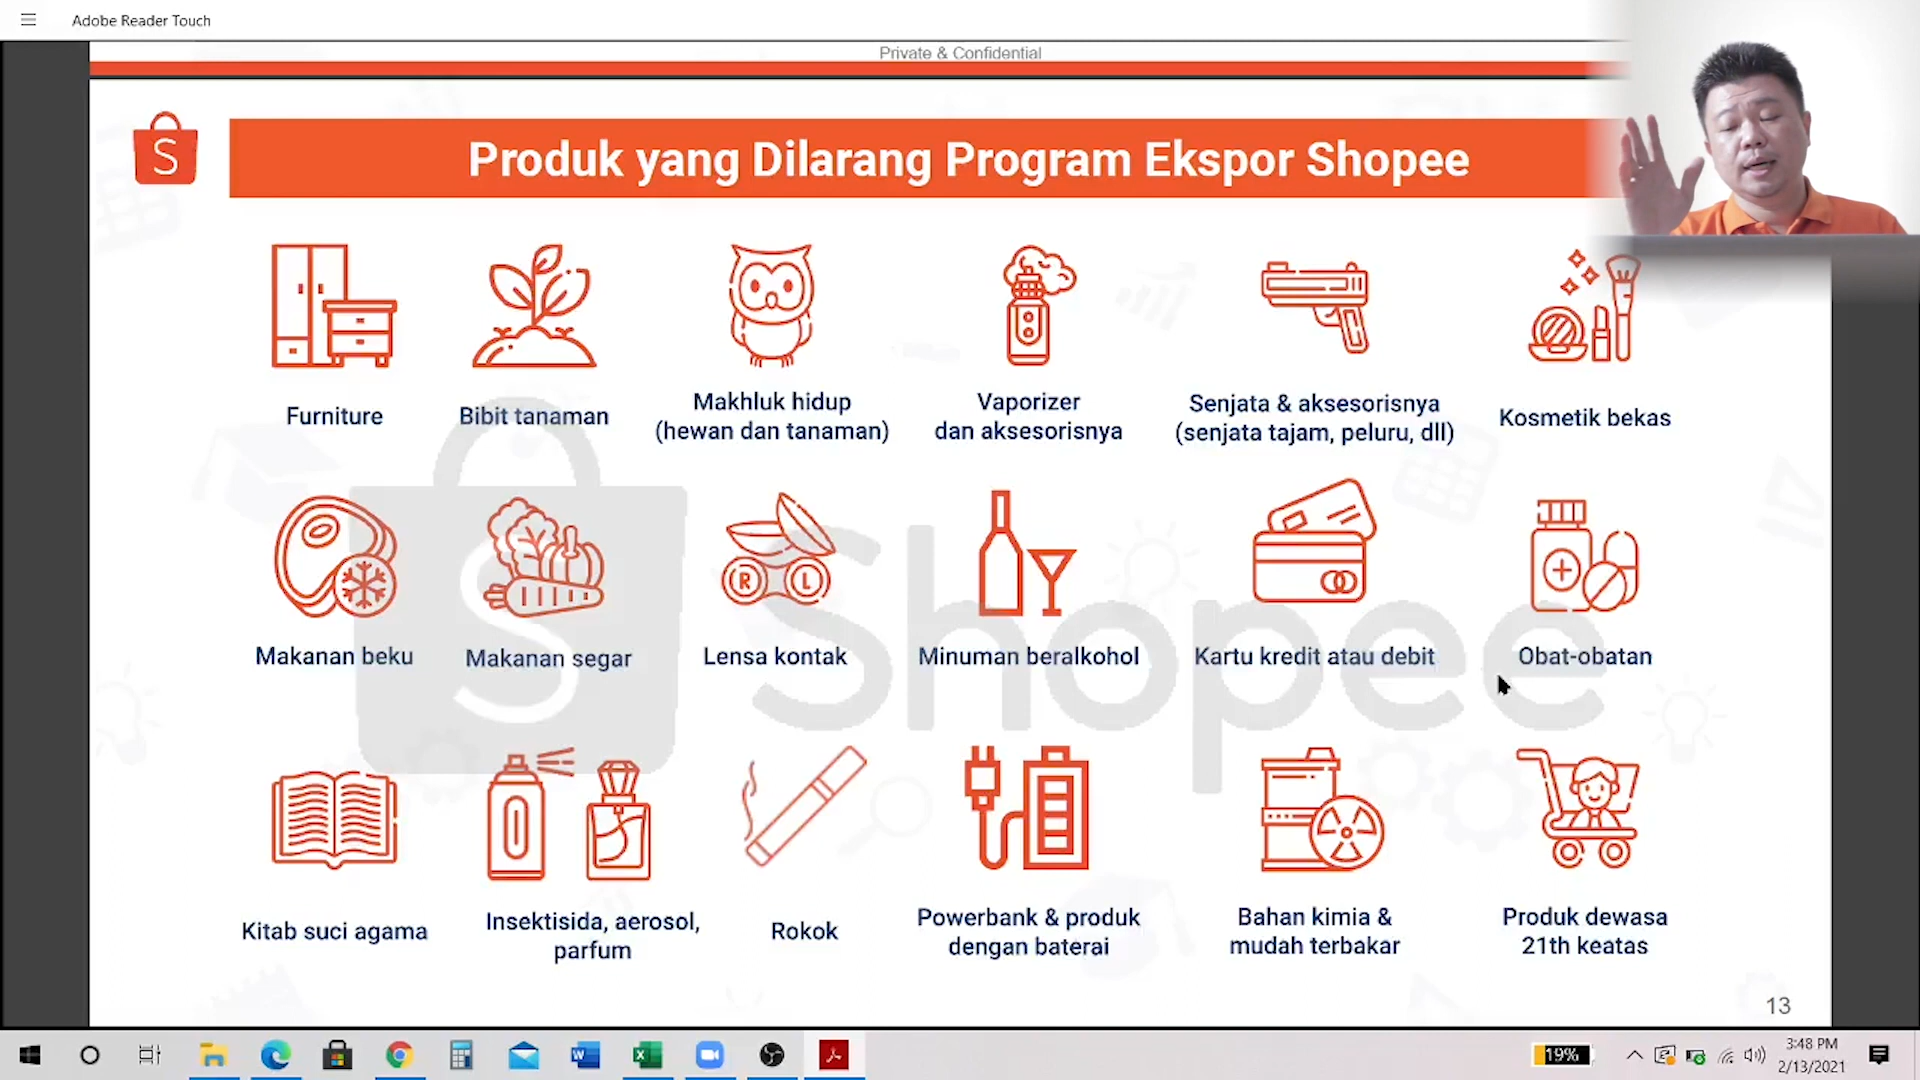 Adobe Reader Touch
Private & Confidential
S
Produk yang Dilarang Program Ekspor Shopee
Furniture
Bibit tanaman
Makhluk hidup
(hewan dan tanaman)
Vaporizer
dan aksesorisnya
Senjata & aksesorisnya
(senjata tajam, peluru, dll)
Kosmetik bekas
R L
Makanan beku
Makanan segar
Lensa kontak
Minuman beralkohol
Kartu kredit atau debit
Obat-obatan
S Shopee
Kitab suci agama
Insektisida, aerosol,
parfum
Rokok
Powerbank & produk
dengan baterai
Bahan kimia &
mudah terbakar
Produk dewasa
21th keatas
13
19%
3:48 PM
2/13/2021